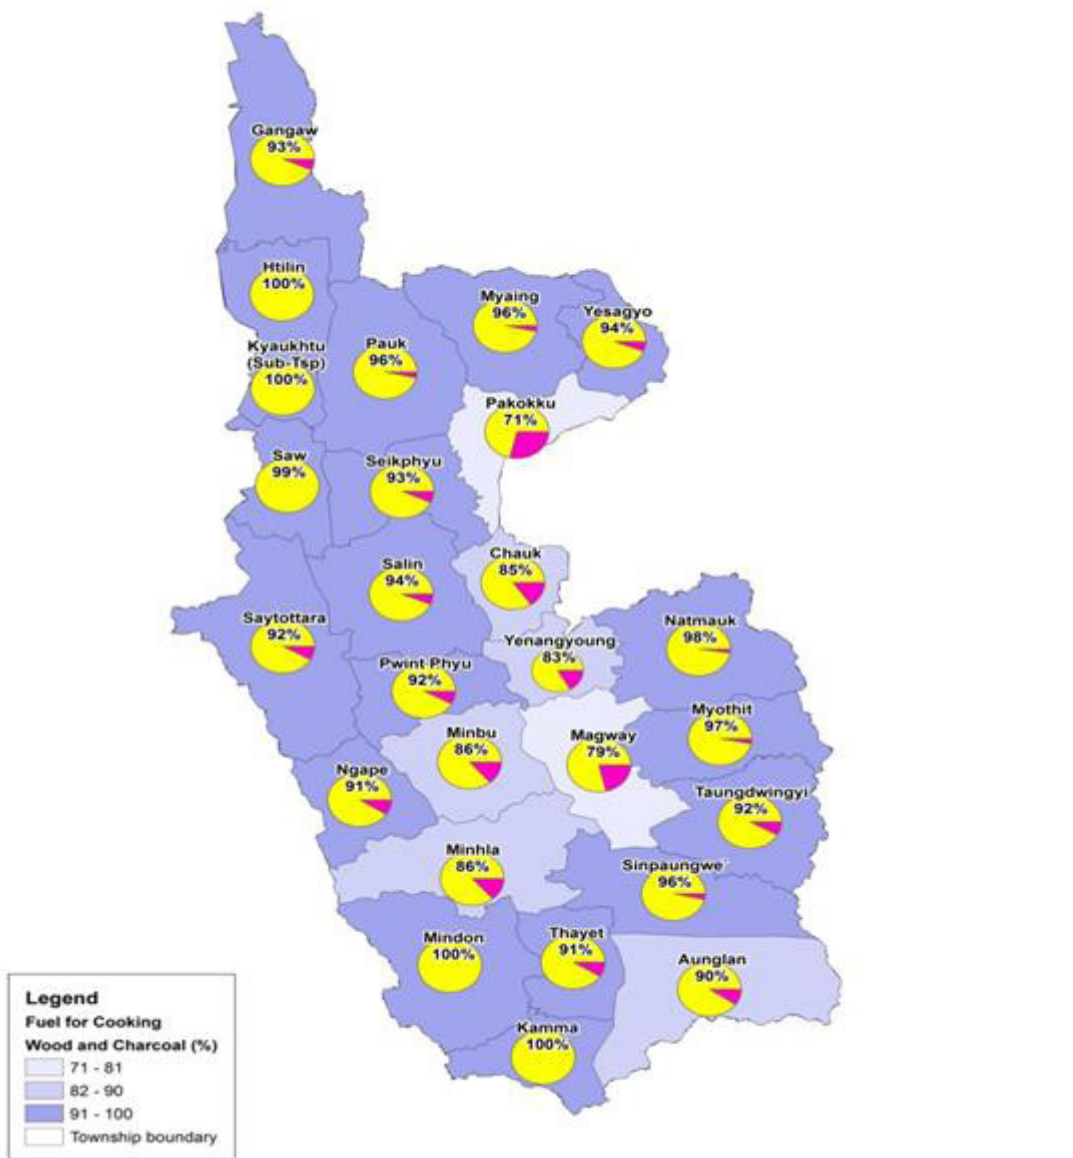 Gangaw
93%
Htilin
100%
Myaing
96%
Yesagyo
94%
Kyaukhtu
(Sub-Tsp)
100%
Pauk
96%
Pakokku
71%
Saw
99%
Seikphyu
93%
Chauk
85%
Salin
94%
Saytottara
92%
Yenangyoung
83%
Natmauk
98%
Pwint Phyu
92%
Myothit
97%
Minbu
86%
Magway
79%
Ngape
91%
Taungdwingyi
92%
Minhla
86%
Sinpaungwe`
96%
Mindon
100%
Thayet
91%
Aunglan
90%
Kamma
100%
Legend
Fuel for Cooking
Wood and Charcoal (%)
71 - 81
82 - 90
91 - 100
Township boundary